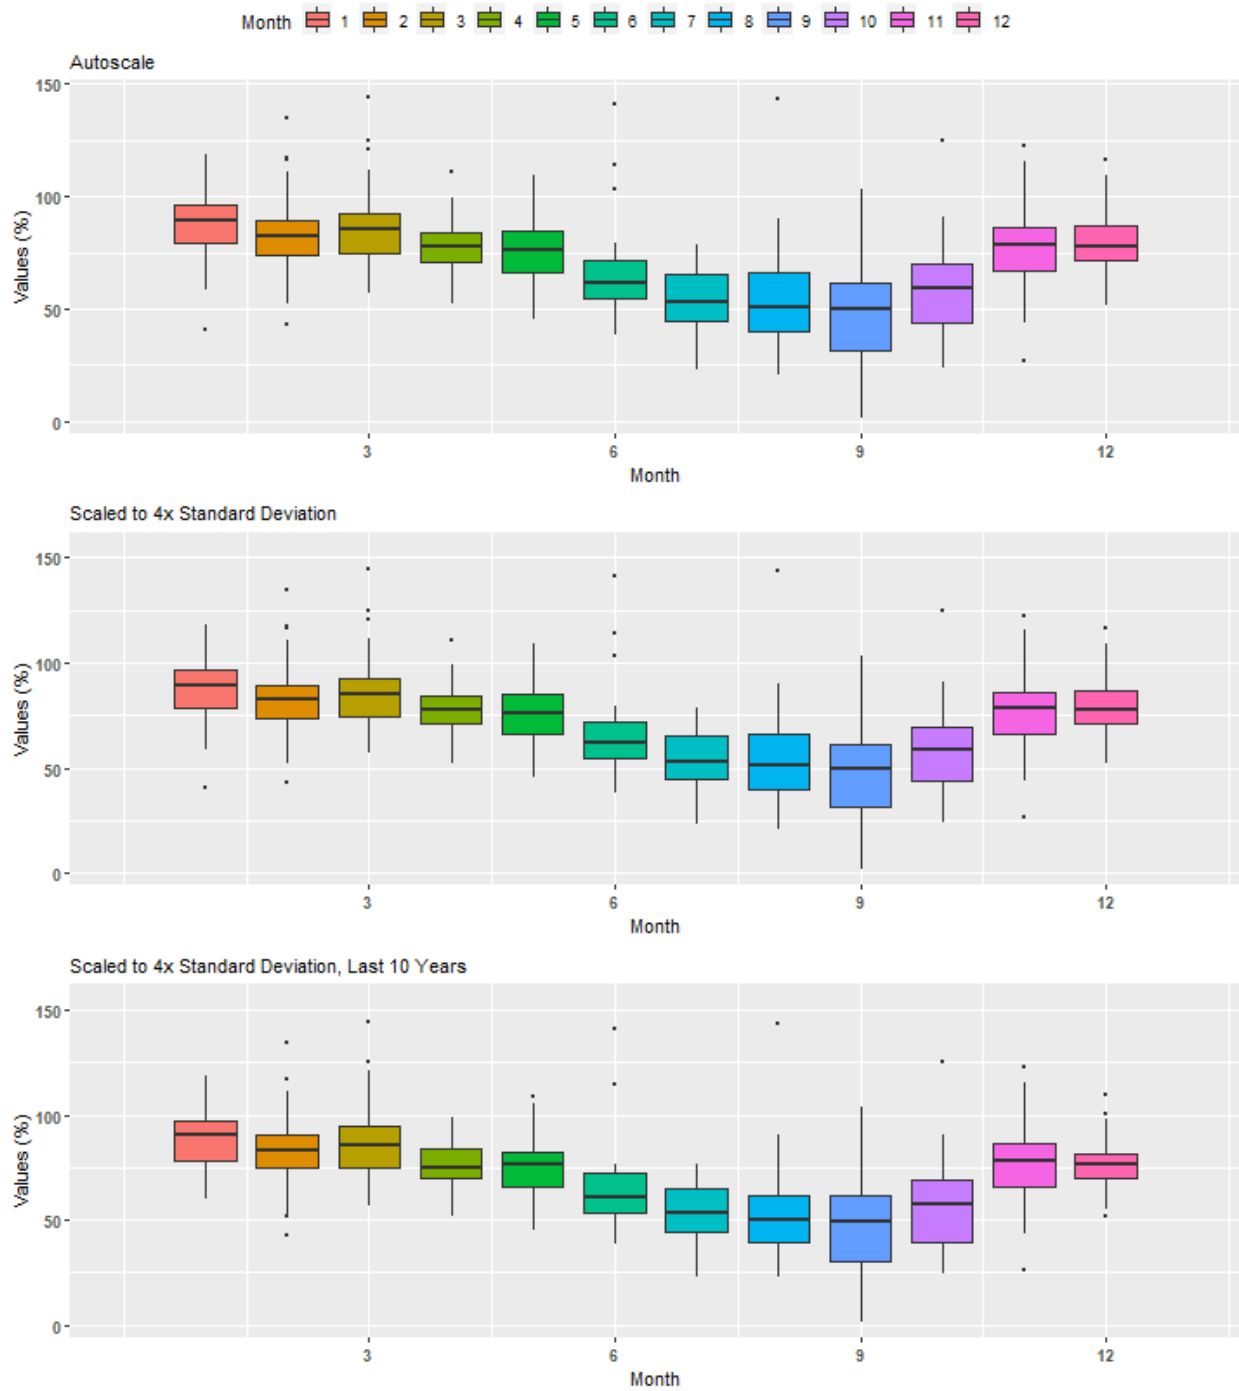 Month 1 2 3 4 5 6 7 8 9 10 11 12
Autoscale
Values (%)
150
100
50
0
3 6 9 12
Month
Scaled to 4x Standard Deviation
Values (%)
150
100
50
0
3 6 9 12
Month
Scaled to 4x Standard Deviation, Last 10 Years
Values (%)
150
100
50
0
3 6 9 12
Month